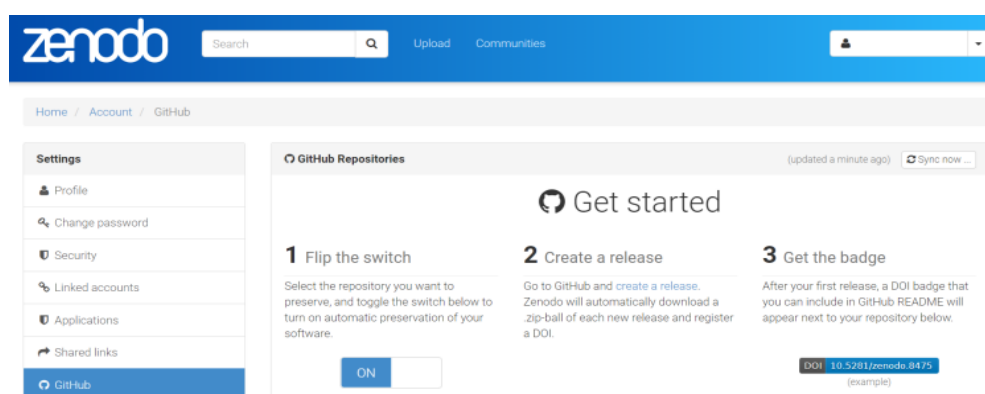 zenodo
Search
Upload Communities
Home / Account / GitHub
Settings
Profile
Change password
Security
Linked accounts
Applications
Shared links
GitHub
GitHub Repositories
(updated a minute ago) Sync now ...
Get started
1 Flip the switch
Select the repository you want to
preserve, and toggle the switch below to
turn on automatic preservation of your
software.
ON
2 Create a release
Go to GitHub and create a release.
Zenodo will automatically download a
.zip-ball of each new release and register
a DOI.
3 Get the badge
After your first release, a DOI badge that
you can include in GitHub README will
appear next to your repository below.
DOI 10.5281/zenodo.8475
(example)